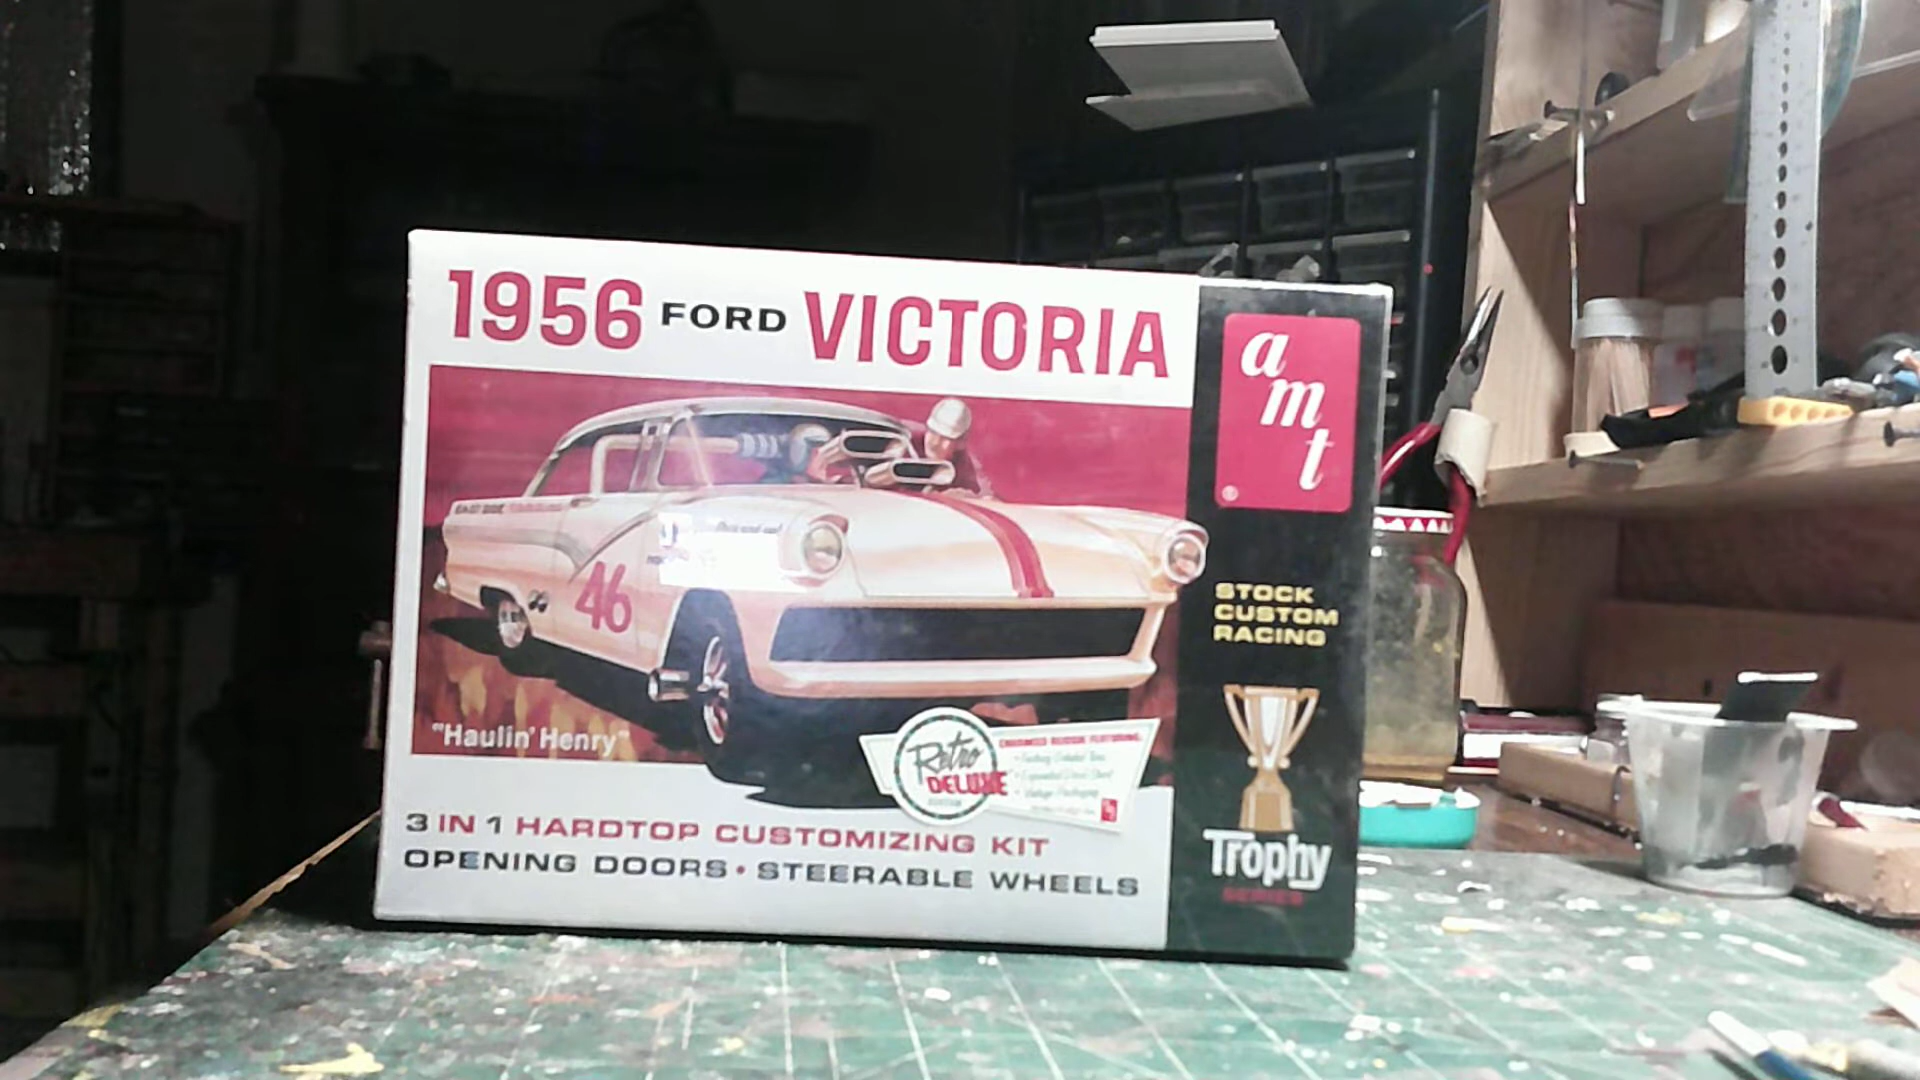 1956 FORD VICTORIA
amt
®
STOCK
CUSTOM
RACING
46
"Haulin' Henry"
Retro
DELUXE
Trophy
SERIES
3 IN 1 HARDTOP CUSTOMIZING KIT
OPENING DOORS • STEERABLE WHEELS